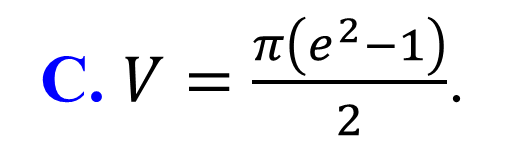 C. V = π(e²−1)/2.